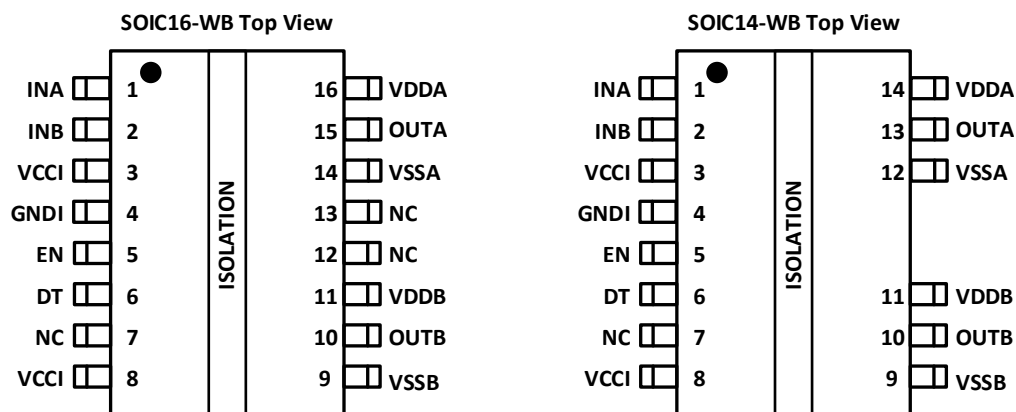 SOIC16-WB Top View
INA 1 16 VDDA
INB 2 15 OUTA
VCCI 3 14 VSSA
GNDI 4 13 NC
EN 5 12 NC
DT 6 11 VDDB
NC 7 10 OUTB
VCCI 8 9 VSSB
ISOLATION
SOIC14-WB Top View
INA 1 14 VDDA
INB 2 13 OUTA
VCCI 3 12 VSSA
GNDI 4
EN 5
DT 6 11 VDDB
NC 7 10 OUTB
VCCI 8 9 VSSB
ISOLATION